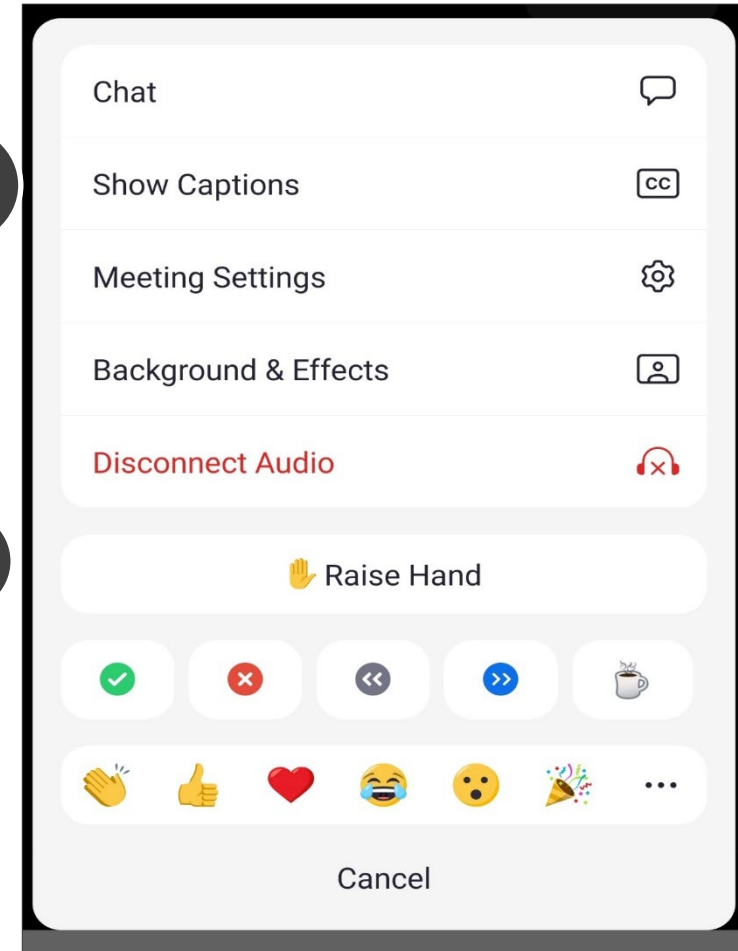 Chat
Show Captions
CC
Meeting Settings
Background & Effects
Disconnect Audio
Raise Hand
Cancel